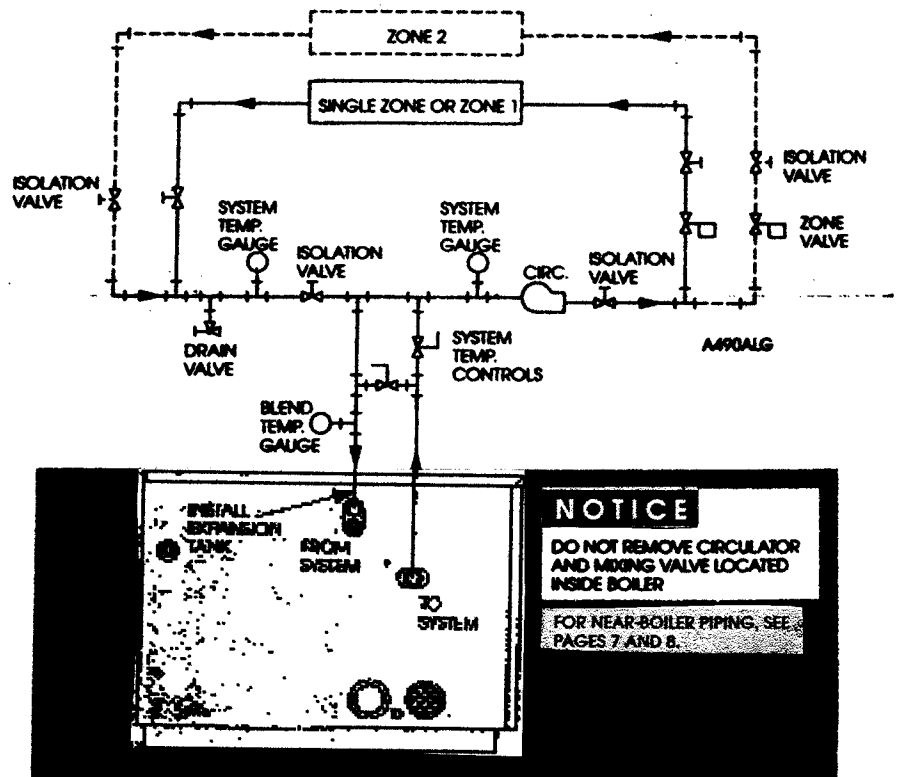 ZONE 2
SINGLE ZONE OR ZONE 1
ISOLATION
VALVE
SYSTEM
TEMP.
GAUGE
ISOLATION
VALVE
SYSTEM
TEMP.
GAUGE
CIRC.
ISOLATION
VALVE
ISOLATION
VALVE
ZONE
VALVE
DRAIN
VALVE
SYSTEM
TEMP.
CONTROLS
A490ALG
BLEND
TEMP.
GAUGE
INSTALL
EXPANSION
TANK
FROM
SYSTEM
TO
SYSTEM
NOTICE
DO NOT REMOVE CIRCULATOR
AND MIXING VALVE LOCATED
INSIDE BOILER
FOR NEAR-BOILER PIPING, SEE
PAGES 7 AND 8.